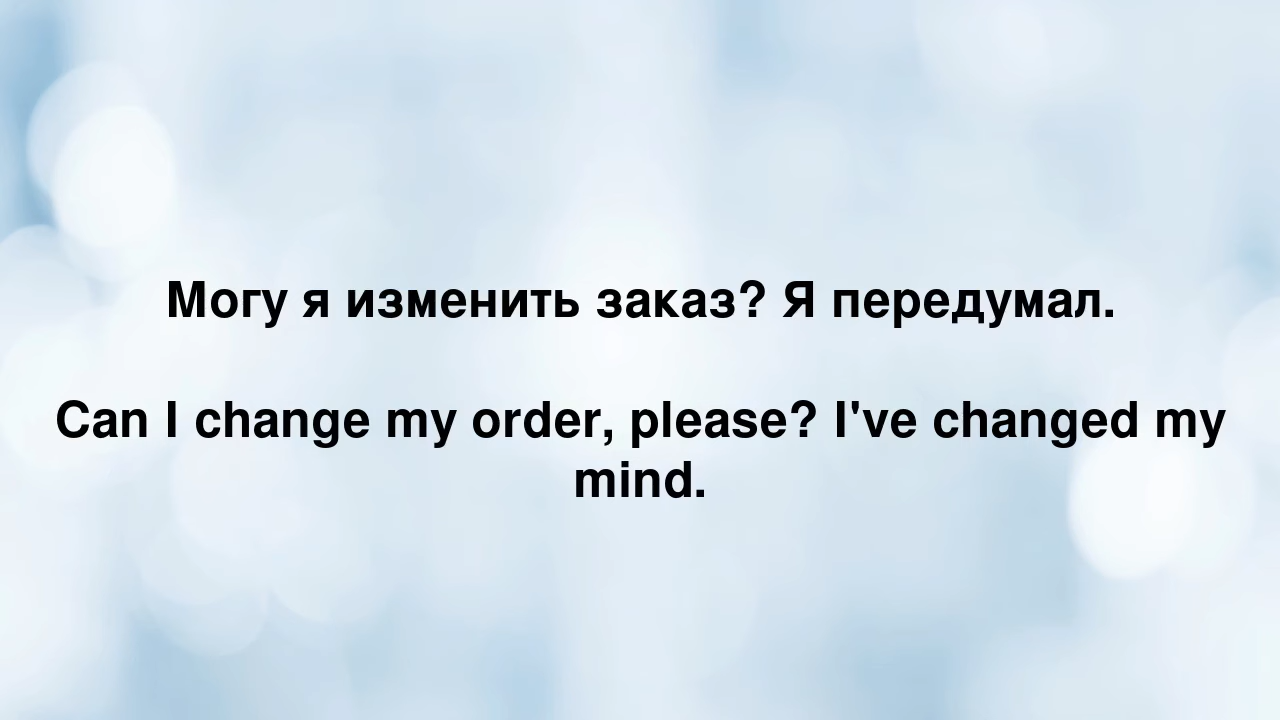 Могу я изменить заказ? Я передумал.
Can I change my order, please? I've changed my
mind.